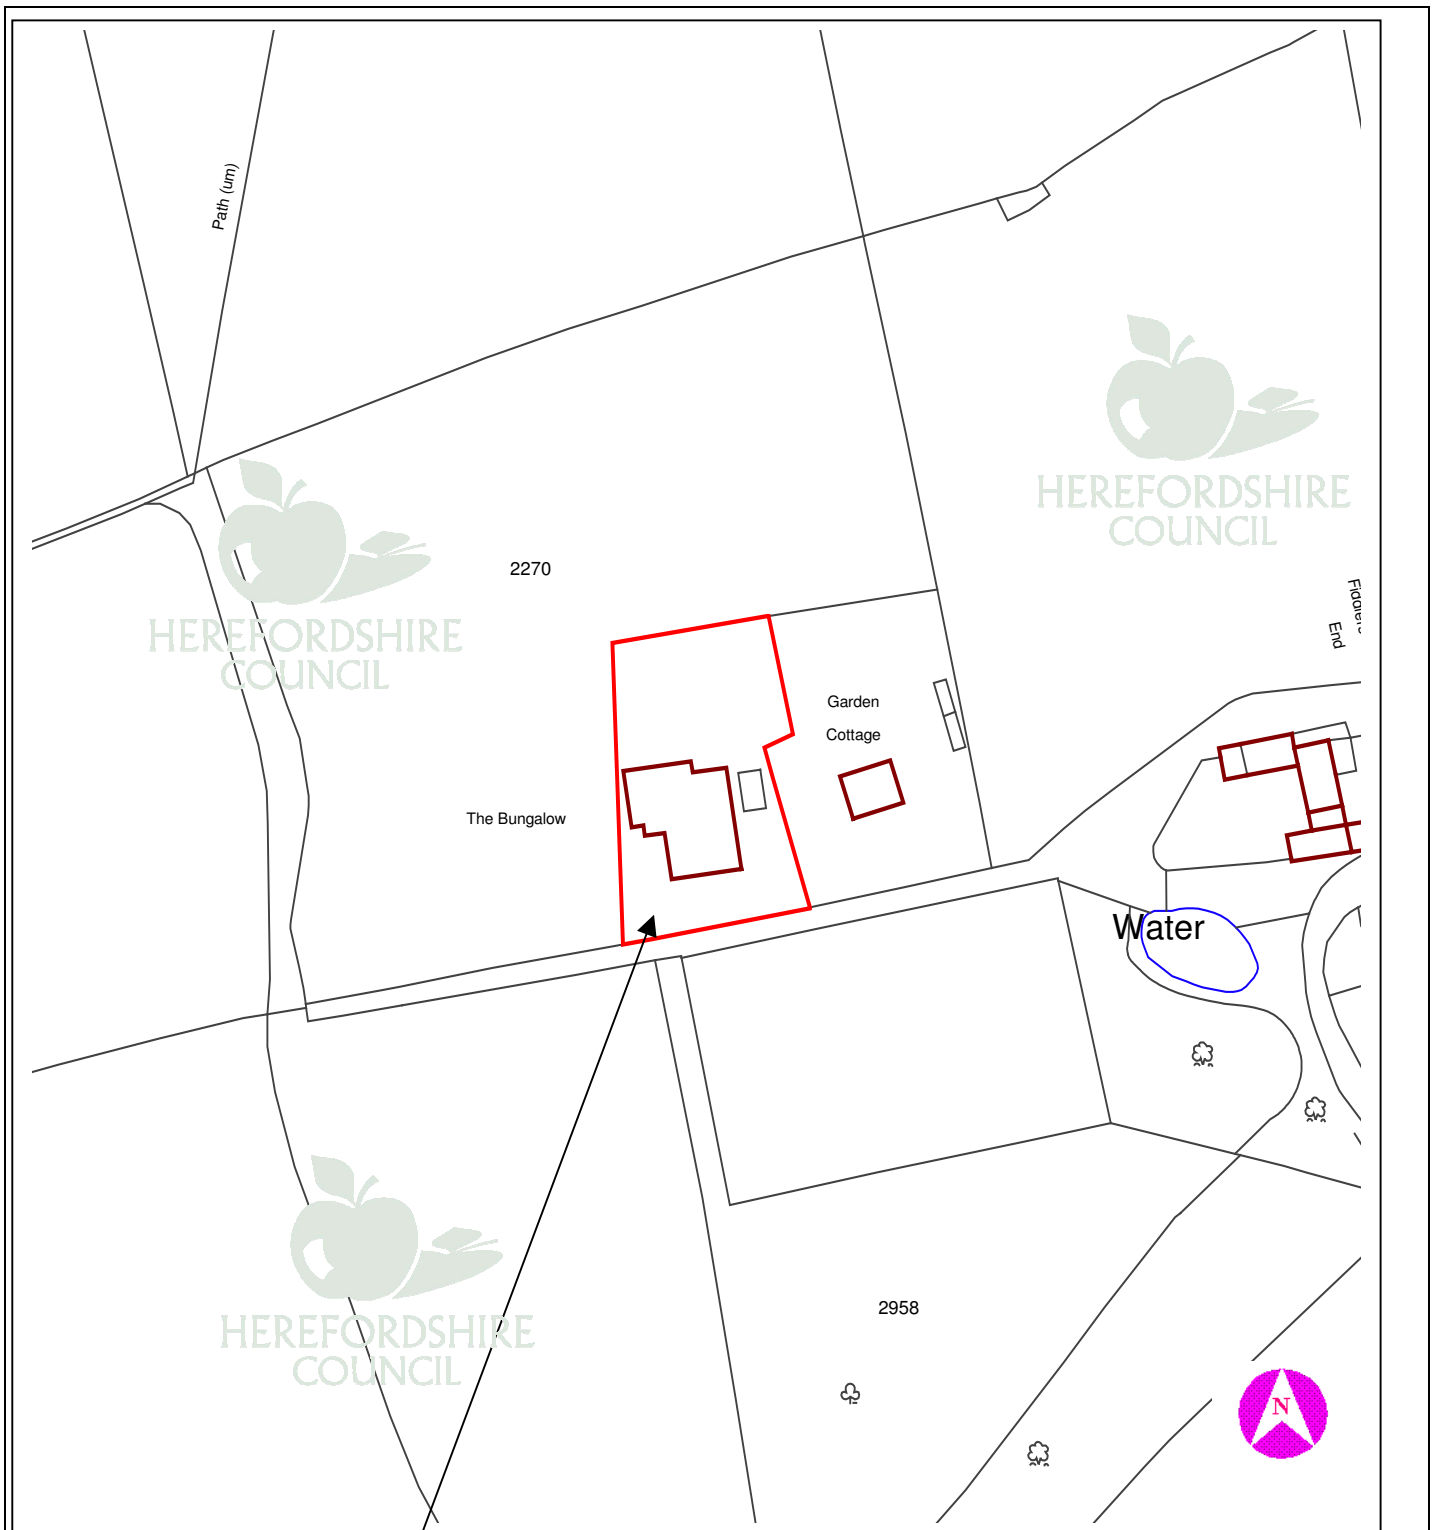 Path (um)
HEREFORDSHIRE
COUNCIL
2270
HEREFORDSHIRE
COUNCIL
End
Garden
Cottage
The Bungalow
Water
HEREFORDSHIRE
COUNCIL
2958
N